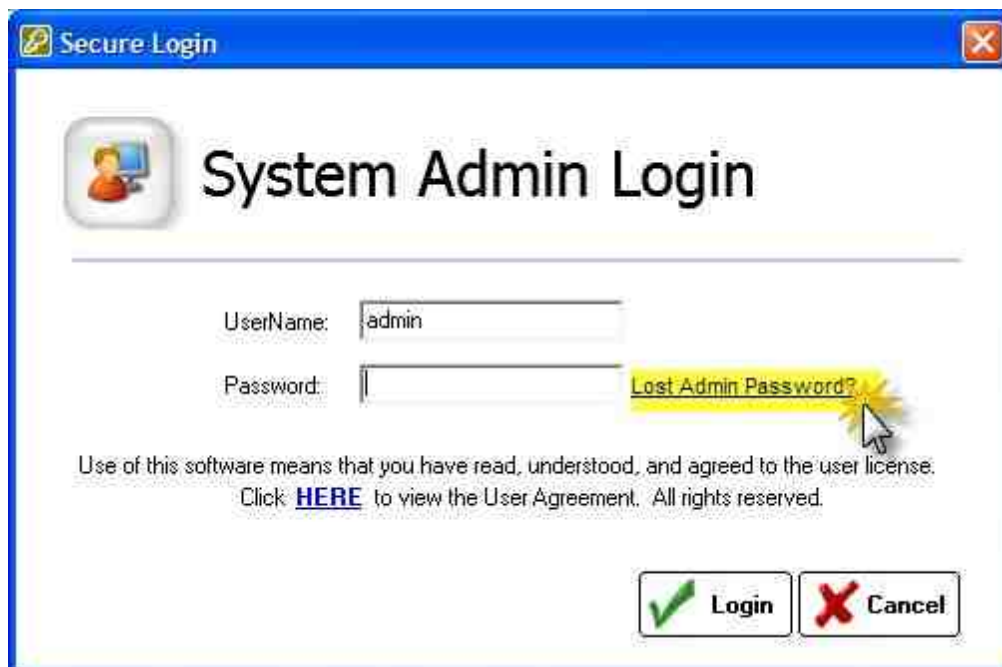 Secure Login
System Admin Login
UserName: admin
Password: Lost Admin Password?
Use of this software means that you have read, understood, and agreed to the user license.
Click HERE to view the User Agreement. All rights reserved.
Login Cancel